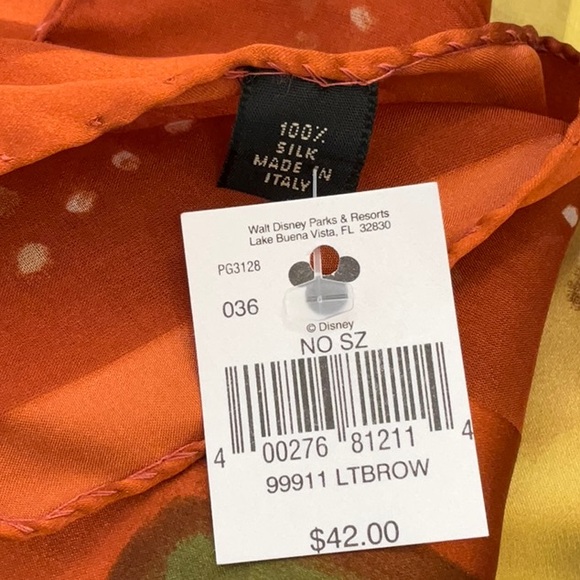 100%
SILK
MADE IN
ITALY
Walt Disney Parks & Resorts
Lake Buena Vista, FL 32830
PG3128
036
© Disney
NO SZ
4 00276 81211 4
99911 LTBROW
$42.00